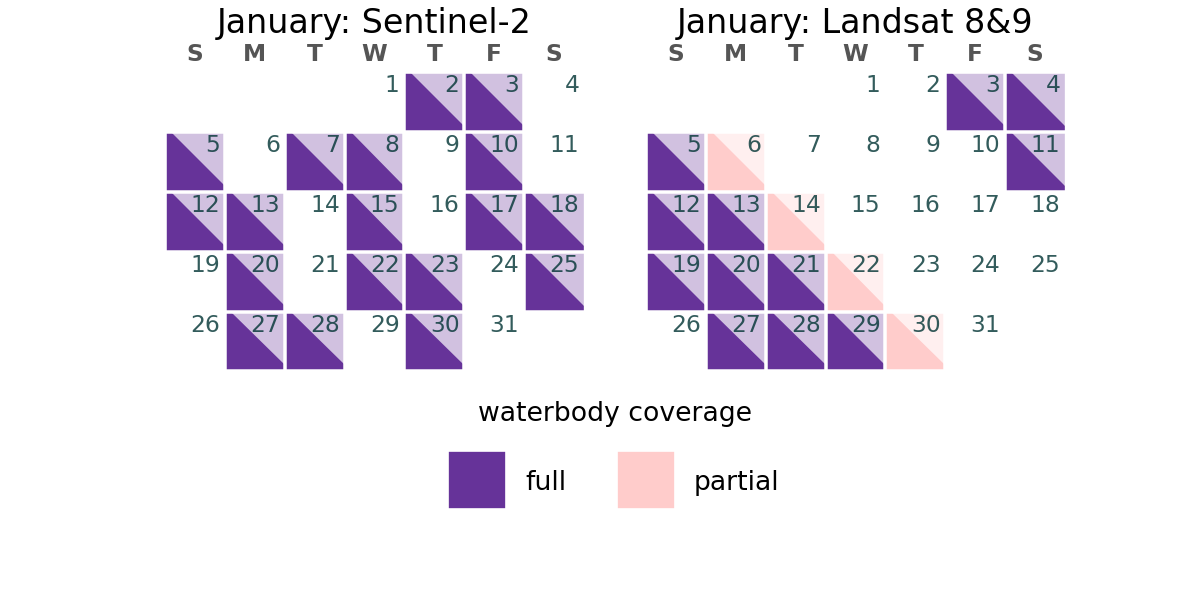 January: Sentinel-2
S M T W T F S
1 2 3 4
5 6 7 8 9 10 11
12 13 14 15 16 17 18
19 20 21 22 23 24 25
26 27 28 29 30 31
January: Landsat 8&9
S M T W T F S
1 2 3 4
5 6 7 8 9 10 11
12 13 14 15 16 17 18
19 20 21 22 23 24 25
26 27 28 29 30 31
waterbody coverage
full
partial